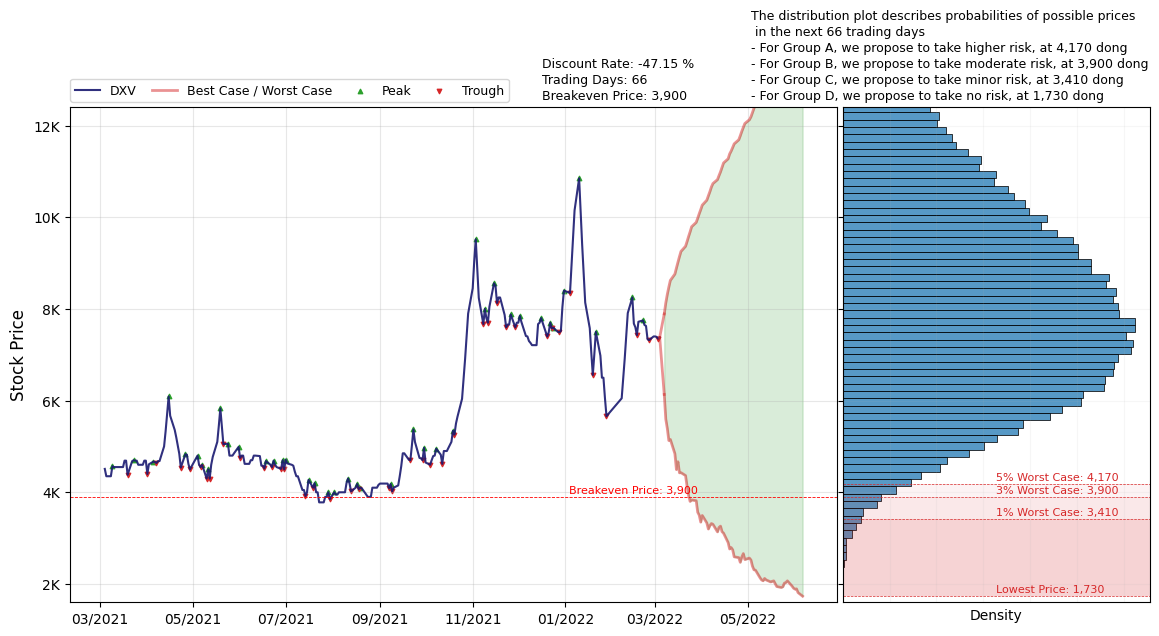 The distribution plot describes probabilities of possible prices
in the next 66 trading days
- For Group A, we propose to take higher risk, at 4,170 dong
- For Group B, we propose to take moderate risk, at 3,900 dong
- For Group C, we propose to take minor risk, at 3,410 dong
- For Group D, we propose to take no risk, at 1,730 dong
Discount Rate: -47.15 %
Trading Days: 66
Breakeven Price: 3,900
DXV
Best Case / Worst Case
Peak
Trough
Stock Price
12K
10K
8K
6K
4K
2K
Breakeven Price: 3,900
5% Worst Case: 4,170
3% Worst Case: 3,900
1% Worst Case: 3,410
Lowest Price: 1,730
03/2021
05/2021
07/2021
09/2021
11/2021
01/2022
03/2022
05/2022
Density